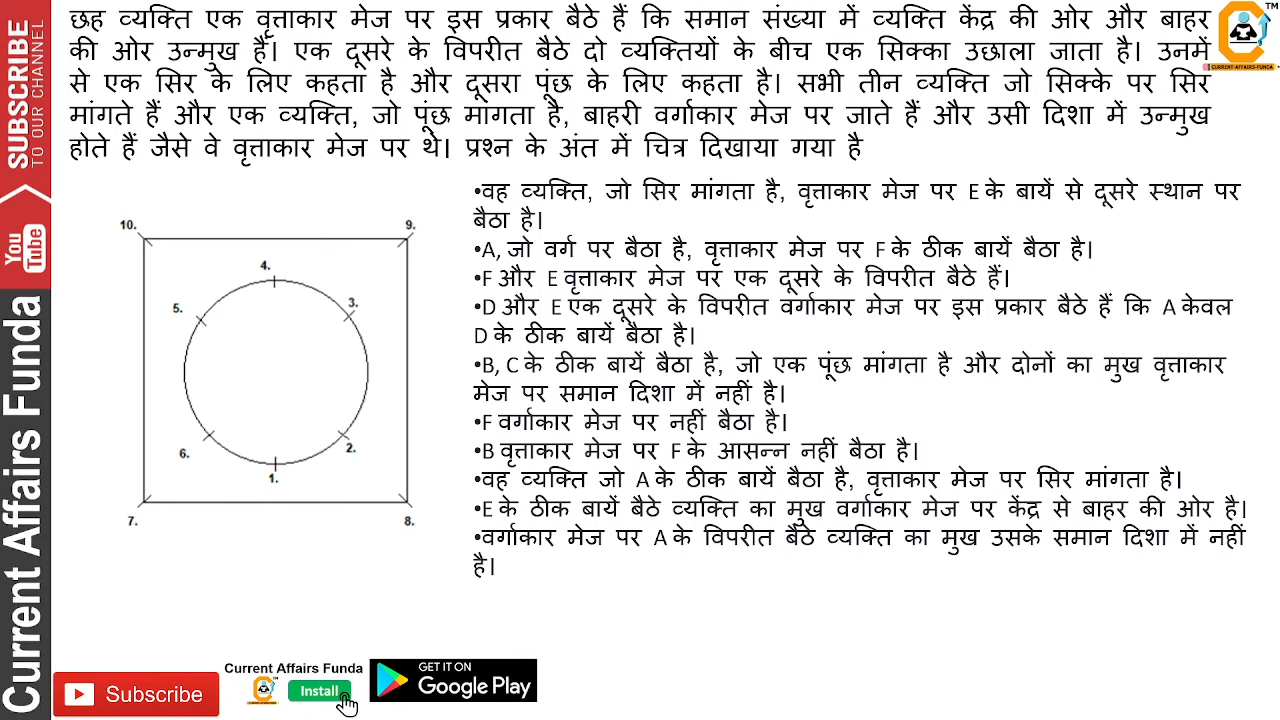 छह व्यक्ति एक वृत्ताकार मेज पर इस प्रकार बैठे हैं कि समान संख्या में व्यक्ति केंद्र की ओर और बाहर
की ओर उन्मुख हैं। एक दूसरे के विपरीत बैठे दो व्यक्तियों के बीच एक सिक्का उछाला जाता है। उनमें
से एक सिर के लिए कहता है और दूसरा पूंछ के लिए कहता है। सभी तीन व्यक्ति जो सिक्के पर सिर
मांगते हैं और एक व्यक्ति, जो पूंछ मांगता है, बाहरी वर्गाकार मेज पर जाते हैं और उसी दिशा में उन्मुख
होते हैं जैसे वे वृत्ताकार मेज पर थे। प्रश्न के अंत में चित्र दिखाया गया है
•वह व्यक्ति, जो सिर मांगता है, वृत्ताकार मेज पर E के बायें से दूसरे स्थान पर
बैठा है।
•A, जो वर्ग पर बैठा है, वृत्ताकार मेज पर F के ठीक बायें बैठा है।
•F और E वृत्ताकार मेज पर एक दूसरे के विपरीत बैठे हैं।
•D और E एक दूसरे के विपरीत वर्गाकार मेज पर इस प्रकार बैठे हैं कि A केवल
D के ठीक बायें बैठा है।
•B, C के ठीक बायें बैठा है, जो एक पूंछ मांगता है और दोनों का मुख वृत्ताकार
मेज पर समान दिशा में नहीं है।
•F वर्गाकार मेज पर नहीं बैठा है।
•B वृत्ताकार मेज पर F के आसन्न नहीं बैठा है।
•वह व्यक्ति जो A के ठीक बायें बैठा है, वृत्ताकार मेज पर सिर मांगता है।
•E के ठीक बायें बैठे व्यक्ति का मुख वर्गाकार मेज पर केंद्र से बाहर की ओर है।
•वर्गाकार मेज पर A के विपरीत बैठे व्यक्ति का मुख उसके समान दिशा में नहीं
है।
10.
9.
4.
5.
3.
6.
2.
1.
7.
8.
SUBSCRIBE
TO OUR CHANNEL
You
Tube
Current Affairs Funda
TM
CURRENT-AFFAIRS-FUNDA
Subscribe
Current Affairs Funda
Install
GET IT ON
Google Play